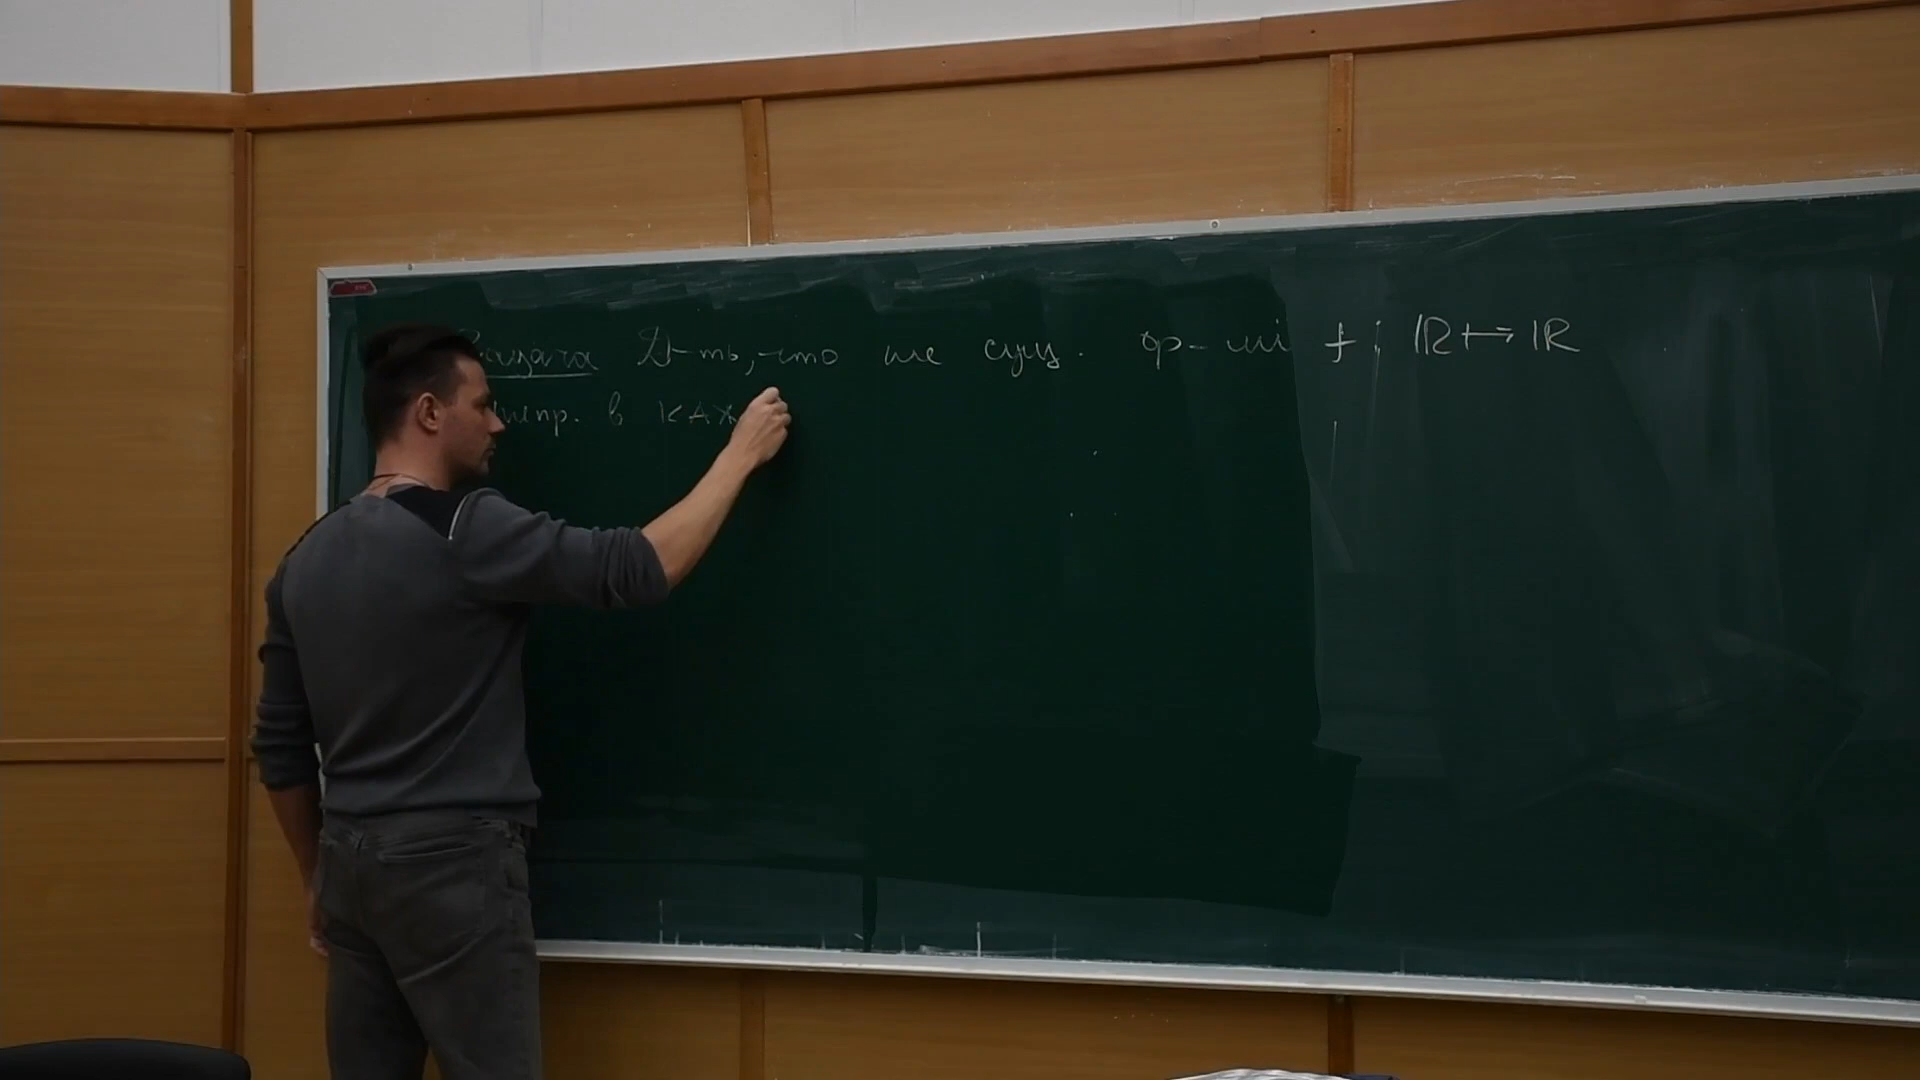 Задача Д-ть, что не сущ. ф-ции f: ℝ ↦ ℝ
непр. в КАЖ